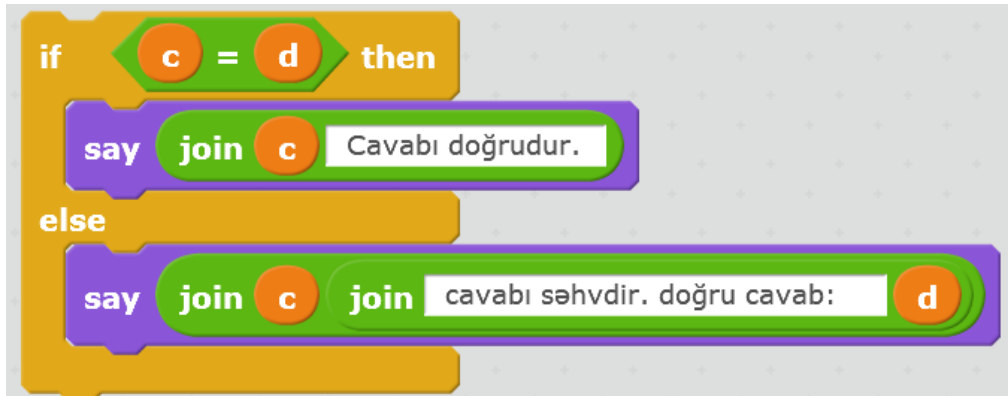 if c = d then
say join c Cavabı doğrudur.
else
say join c join cavabı səhvdir. doğru cavab: d